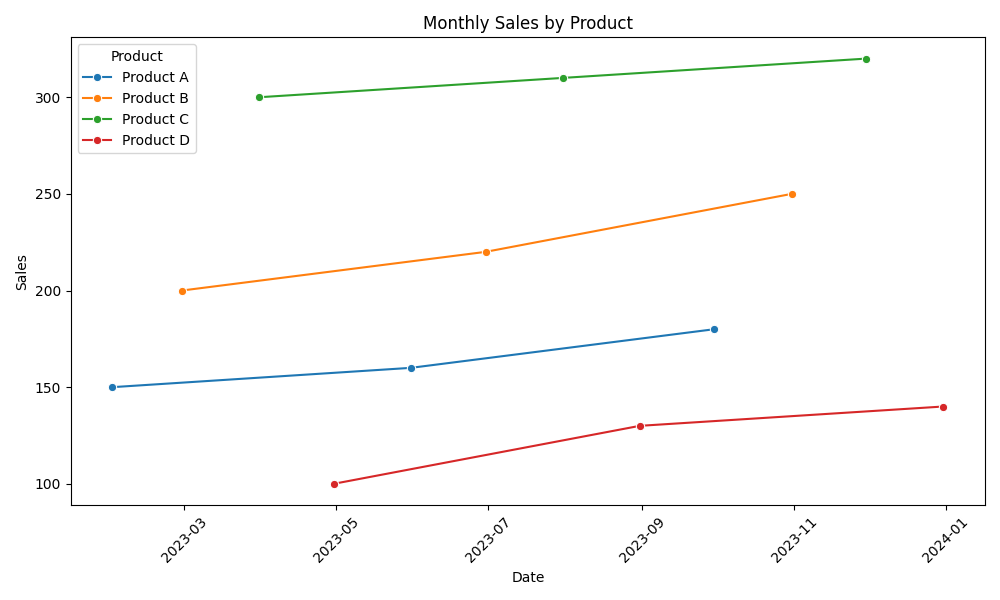 Monthly Sales by Product
Product
Product A
Product B
Product C
Product D
Sales
300
250
200
150
100
2023-03
2023-05
2023-07
2023-09
2023-11
2024-01
Date